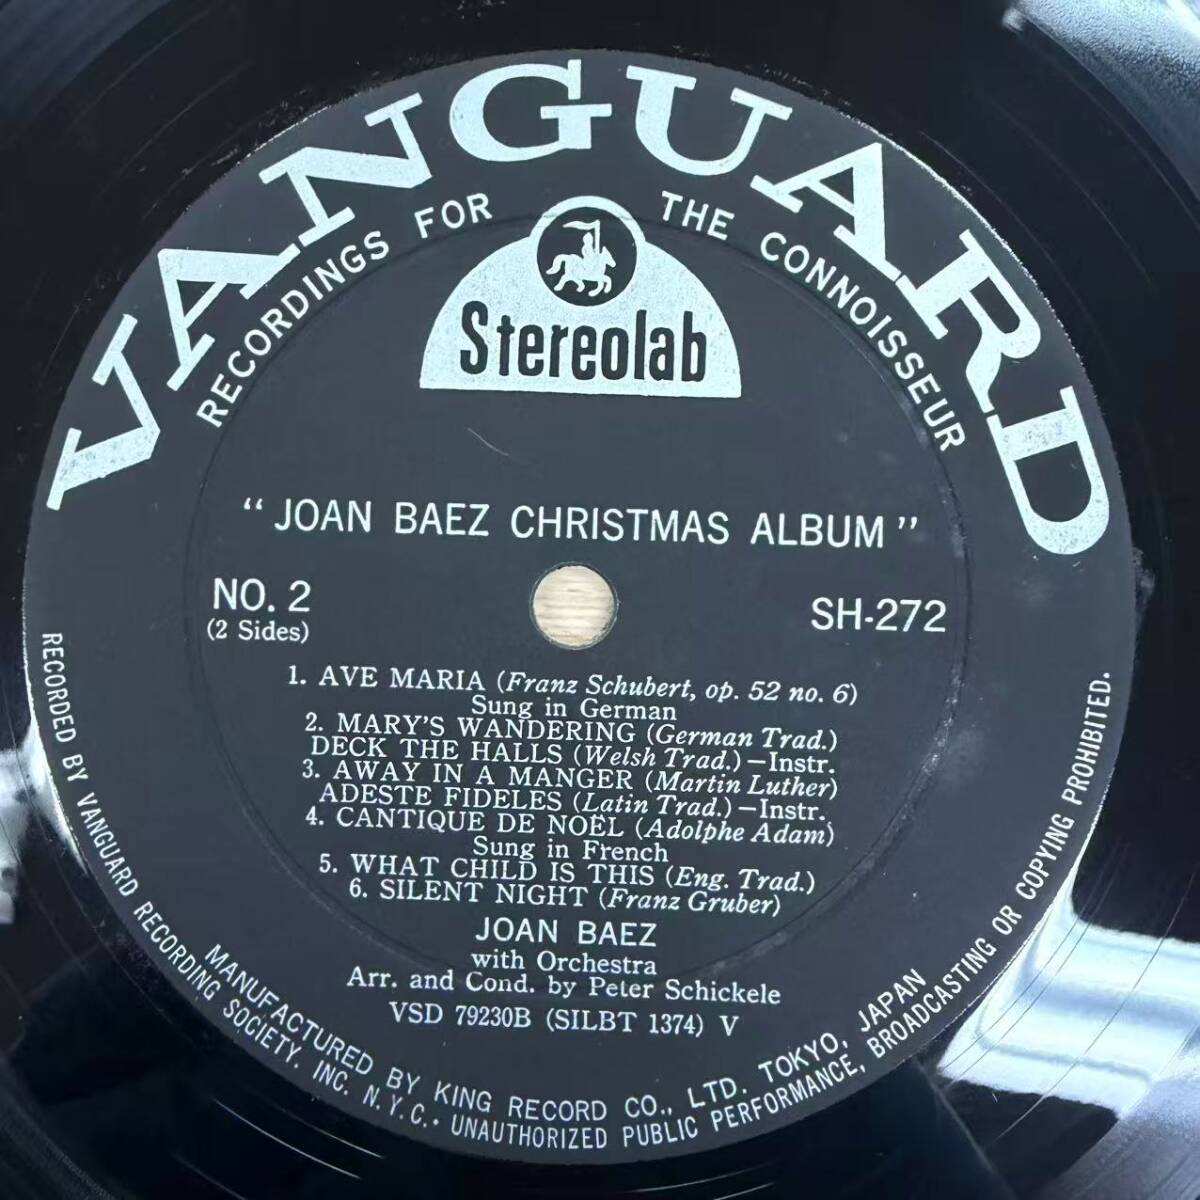 VANGUARD
RECORDINGS FOR THE CONNOISSEUR
Stereolab
"JOAN BAEZ CHRISTMAS ALBUM"
NO. 2
(2 Sides)
SH-272
1. AVE MARIA (Franz Schubert, op. 52 no. 6)
Sung in German
2. MARY'S WANDERING (German Trad.)
DECK THE HALLS (Welsh Trad.)—Instr.
3. AWAY IN A MANGER (Martin Luther)
ADESTE FIDELES (Latin Trad.)—Instr.
4. CANTIQUE DE NOËL (Adolphe Adam)
Sung in French
5. WHAT CHILD IS THIS (Eng. Trad.)
6. SILENT NIGHT (Franz Gruber)
JOAN BAEZ
with Orchestra
Arr. and Cond. by Peter Schickele
VSD 79230B (SILBT 1374) V
MANUFACTURED BY KING RECORD CO., LTD. TOKYO, JAPAN
RECORDED BY VANGUARD RECORDING SOCIETY, INC. N.Y.C. • UNAUTHORIZED PUBLIC PERFORMANCE, BROADCASTING OR COPYING PROHIBITED.